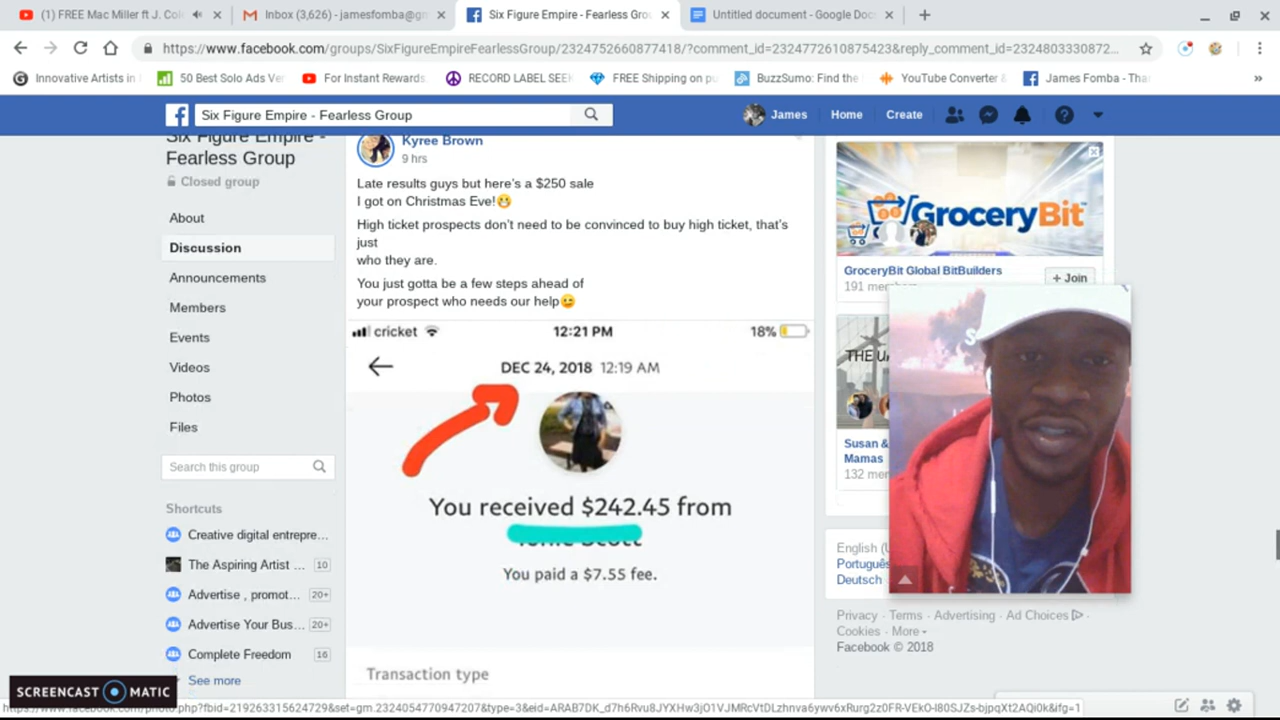 (1) FREE Mac Miller ft J. Col
Inbox (3,626) - jamesfomba@gm
Six Figure Empire - Fearless Grou
Untitled document - Google Docs
https://www.facebook.com/groups/SixFigureEmpireFearlessGroup/2324752660877418/?comment_id=2324772610875423&reply_comment_id=2324803330872...
Innovative Artists in
50 Best Solo Ads Ver
For Instant Rewards
RECORD LABEL SEEK
FREE Shipping on pu
BuzzSumo: Find the
YouTube Converter &
James Fomba - Tha
»
Six Figure Empire - Fearless Group
James
Home
Create
Six Figure Empire -
Fearless Group
Closed group
About
Discussion
Announcements
Members
Events
Videos
Photos
Files
Search this group
Shortcuts
Creative digital entrepre...
The Aspiring Artist ... 10
Advertise , promot... 20+
Advertise Your Bus... 20+
Complete Freedom 16
See more
Kyree Brown
9 hrs
Late results guys but here's a $250 sale
I got on Christmas Eve!😬
High ticket prospects don't need to be convinced to buy high ticket, that's
just
who they are.
You just gotta be a few steps ahead of
your prospect who needs our help😉
cricket 12:21 PM 18%
DEC 24, 2018 12:19 AM
You received $242.45 from
You paid a $7.55 fee.
Transaction type
GroceryBit
GroceryBit Global BitBuilders
191 members
+ Join
THE
Susan &
Mamas
132 mem
English (U
Português
Deutsch
Privacy · Terms · Advertising · Ad Choices ·
Cookies · More
Facebook © 2018
SCREENCAST MATIC